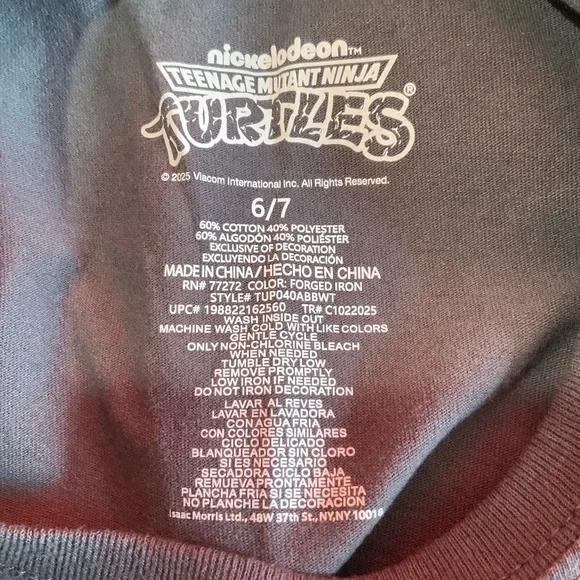 nickelodeon™
TEENAGE MUTANT NINJA
TURTLES®
© 2025 Viacom International Inc. All Rights Reserved.
6/7
60% COTTON 40% POLYESTER
60% ALGODÓN 40% POLIÉSTER
EXCLUSIVE OF DECORATION
EXCLUYENDO LA DECORACIÓN
MADE IN CHINA/HECHO EN CHINA
RN# 77272 COLOR: FORGED IRON
STYLE# TUP040ABBWT
UPC# 198822162560 TR# C1022025
WASH INSIDE OUT
MACHINE WASH COLD WITH LIKE COLORS
GENTLE CYCLE
ONLY NON-CHLORINE BLEACH
WHEN NEEDED
TUMBLE DRY LOW
REMOVE PROMPTLY
LOW IRON IF NEEDED
DO NOT IRON DECORATION
LAVAR AL REVES
LAVAR EN LAVADORA
CON AGUA FRIA
CON COLORES SIMILARES
CICLO DELICADO
BLANQUEADOR SIN CLORO
SI ES NECESARIO
SECADORA CICLO BAJA
REMUEVA PRONTAMENTE
PLANCHA FRIA SI SE NECESITA
NO PLANCHE LA DECORACION
Isaac Morris Ltd., 48W 37th St., NY, NY 10018